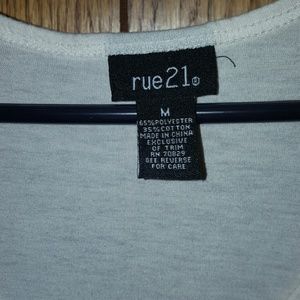 rue21®
M
65%POLYESTER
35%COTTON
MADE IN CHINA
EXCLUSIVE
OF TRIM
RN 70829
SEE REVERSE
FOR CARE